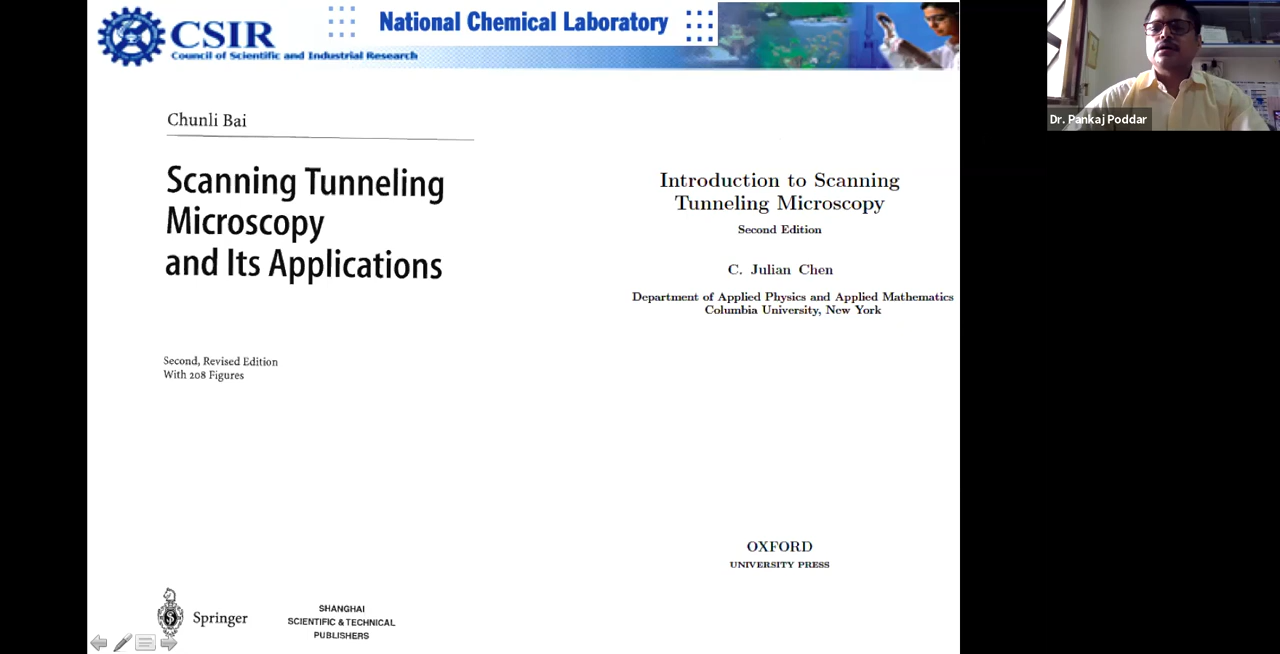 CSIR
Council of Scientific and Industrial Research
National Chemical Laboratory
Dr. Pankaj Poddar
Chunli Bai
Scanning Tunneling
Microscopy
and Its Applications
Second, Revised Edition
With 208 Figures
Springer
SHANGHAI
SCIENTIFIC & TECHNICAL
PUBLISHERS
Introduction to Scanning
Tunneling Microscopy
Second Edition
C. Julian Chen
Department of Applied Physics and Applied Mathematics
Columbia University, New York
OXFORD
UNIVERSITY PRESS